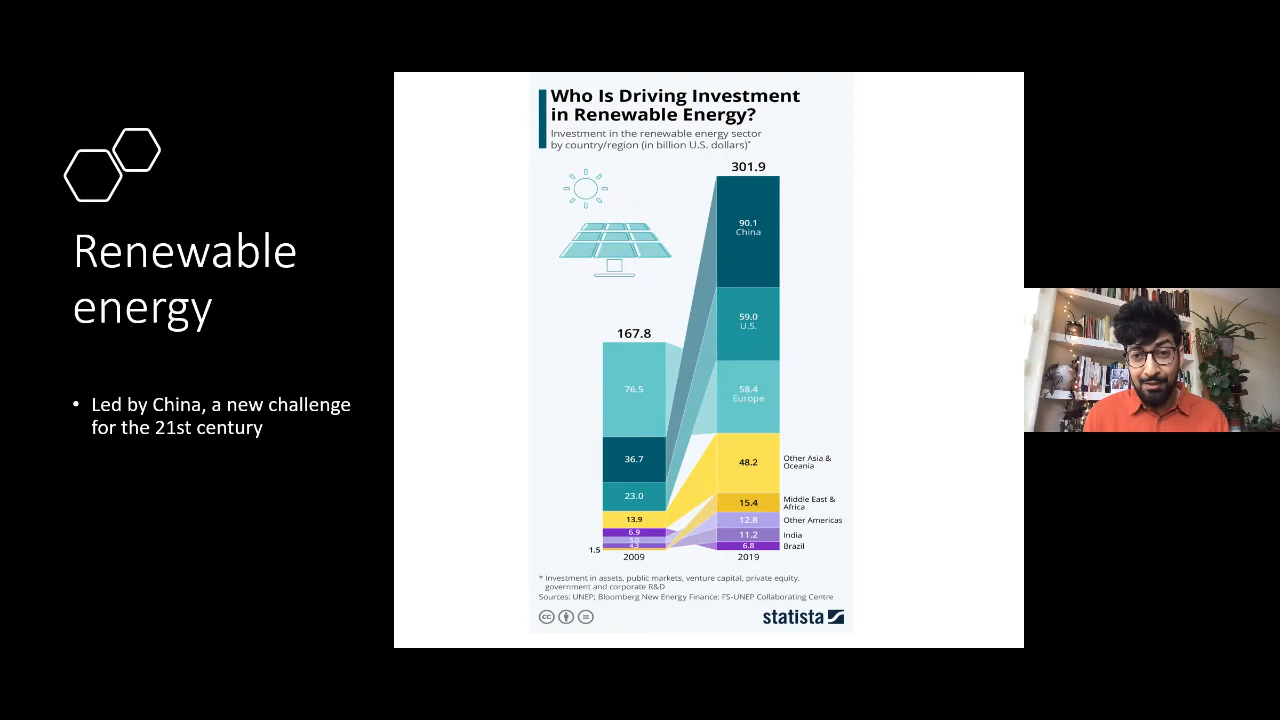 Renewable
energy
• Led by China, a new challenge
for the 21st century
Who Is Driving Investment
in Renewable Energy?
Investment in the renewable energy sector
by country/region (in billion U.S. dollars)*
301.9
90.1
China
59.0
U.S.
58.4
Europe
48.2
Other Asia &
Oceania
15.4
Middle East &
Africa
12.8
Other Americas
11.2
India
6.8
Brazil
2019
167.8
76.5
36.7
23.0
13.9
6.9
4.3
1.5
2009
* Investment in assets, public markets, venture capital, private equity,
government and corporate R&D
Sources: UNEP; Bloomberg New Energy Finance; FS-UNEP Collaborating Centre
cc
statista